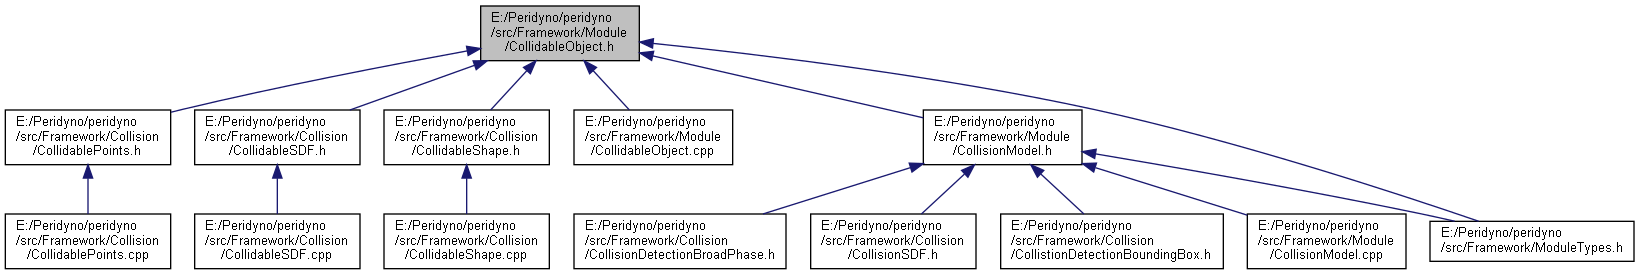 E:/Peridyno/peridyno
/src/Framework/Module
/CollidableObject.h
E:/Peridyno/peridyno
/src/Framework/Collision
/CollidablePoints.h
E:/Peridyno/peridyno
/src/Framework/Collision
/CollidableSDF.h
E:/Peridyno/peridyno
/src/Framework/Collision
/CollidableShape.h
E:/Peridyno/peridyno
/src/Framework/Module
/CollidableObject.cpp
E:/Peridyno/peridyno
/src/Framework/Module
/CollisionModel.h
E:/Peridyno/peridyno
/src/Framework/Collision
/CollidablePoints.cpp
E:/Peridyno/peridyno
/src/Framework/Collision
/CollidableSDF.cpp
E:/Peridyno/peridyno
/src/Framework/Collision
/CollidableShape.cpp
E:/Peridyno/peridyno
/src/Framework/Collision
/CollisionDetectionBroadPhase.h
E:/Peridyno/peridyno
/src/Framework/Collision
/CollisionSDF.h
E:/Peridyno/peridyno
/src/Framework/Collision
/CollistionDetectionBoundingBox.h
E:/Peridyno/peridyno
/src/Framework/Module
/CollisionModel.cpp
E:/Peridyno/peridyno
/src/Framework/ModuleTypes.h